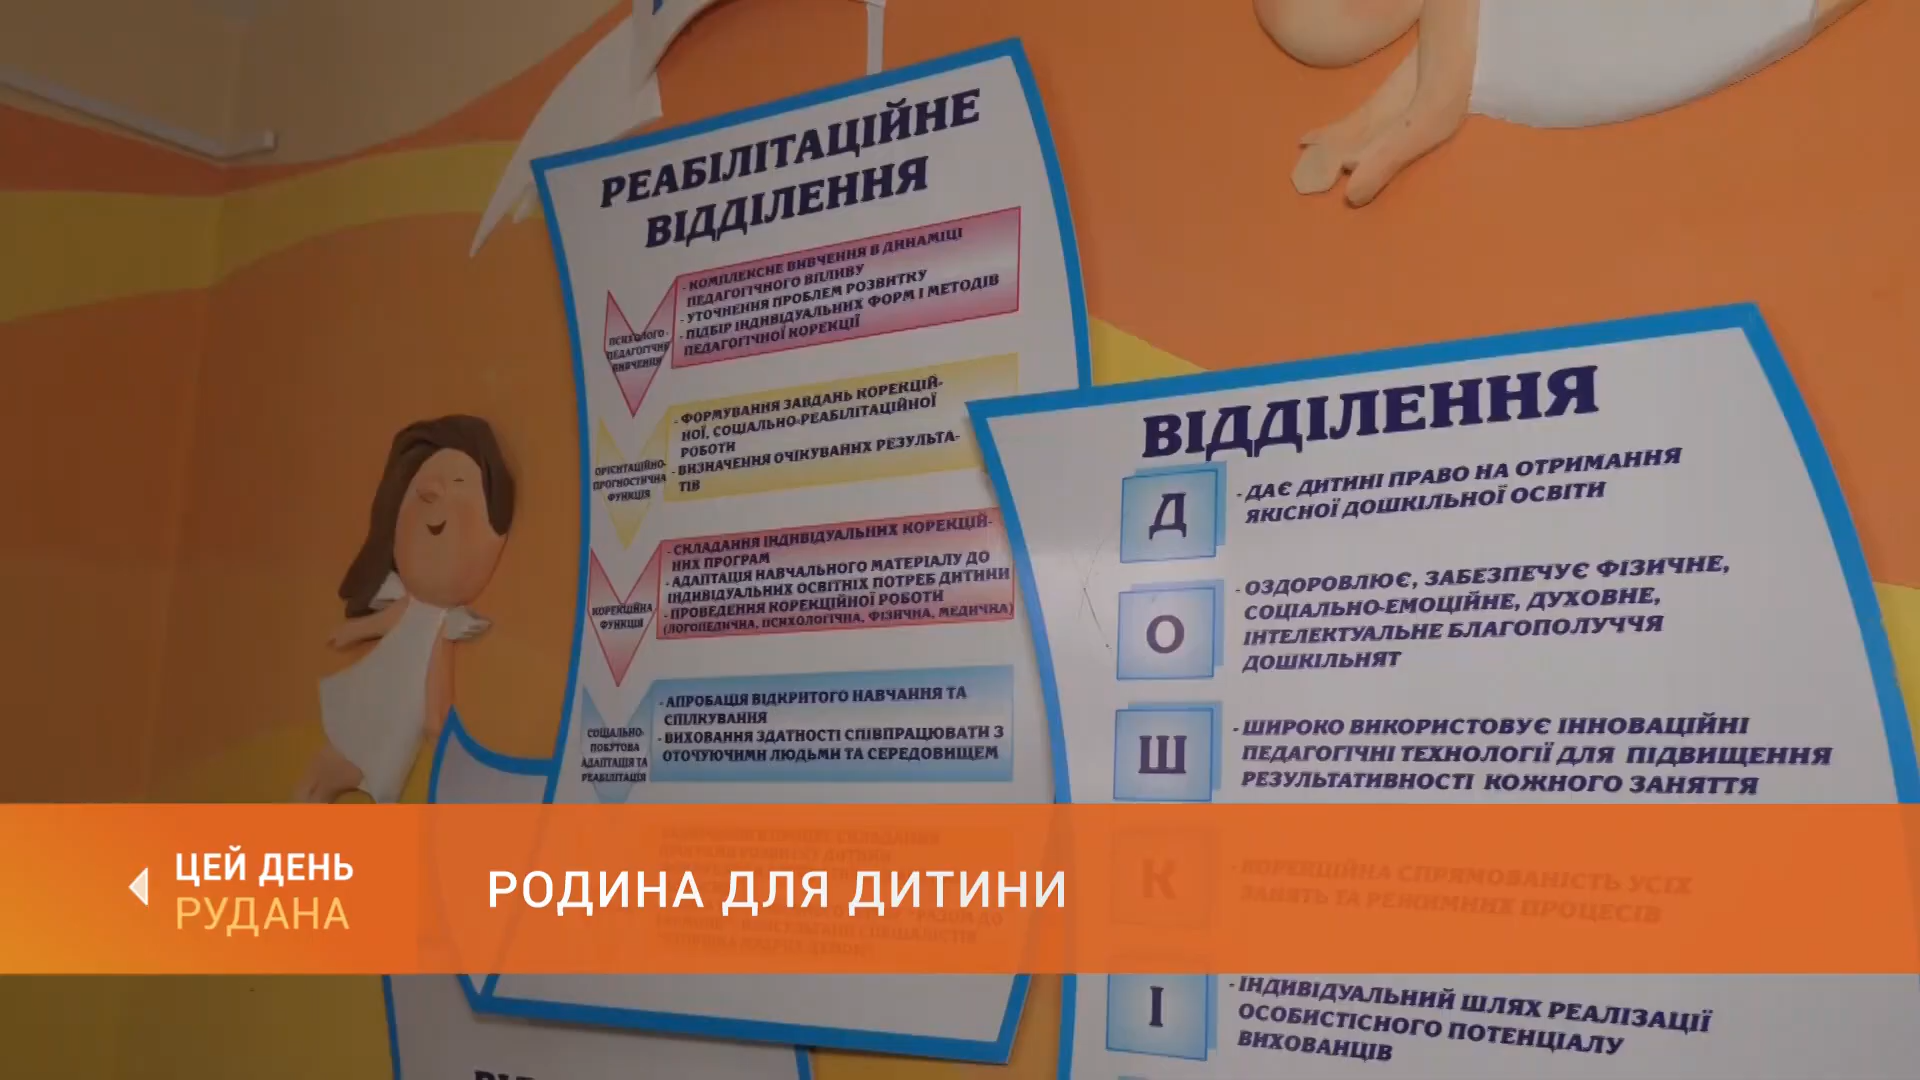 РЕАБІЛІТАЦІЙНЕ
ВІДДІЛЕННЯ
ПСИХОЛОГО-
ПЕДАГОГІЧНЕ
ВИВЧЕННЯ
- КОМПЛЕКСНЕ ВИВЧЕННЯ В ДИНАМІЦІ
ПЕДАГОГІЧНОГО ВПЛИВУ
- УТОЧНЕННЯ ПРОБЛЕМ РОЗВИТКУ
- ПІДБІР ІНДИВІДУАЛЬНИХ ФОРМ І МЕТОДІВ
ПЕДАГОГІЧНОЇ КОРЕКЦІЇ
ОРІЄНТАЦІЙНО-
ПРОГНОСТИЧНА
ФУНКЦІЯ
- ФОРМУВАННЯ ЗАВДАНЬ КОРЕКЦІЙ-
НОЇ, СОЦІАЛЬНО-РЕАБІЛІТАЦІЙНОЇ
РОБОТИ
- ВИЗНАЧЕННЯ ОЧІКУВАНИХ РЕЗУЛЬТА-
ТІВ
КОРЕКЦІЙНА
ФУНКЦІЯ
- СКЛАДАННЯ ІНДИВІДУАЛЬНИХ КОРЕКЦІЙ-
НИХ ПРОГРАМ
- АДАПТАЦІЯ НАВЧАЛЬНОГО МАТЕРІАЛУ ДО
ІНДИВІДУАЛЬНИХ ОСВІТНІХ ПОТРЕБ ДИТИНИ
- ПРОВЕДЕННЯ КОРЕКЦІЙНОЇ РОБОТИ
(ЛОГОПЕДИЧНА, ПСИХОЛОГІЧНА, ФІЗИЧНА, МЕДИЧНА)
СОЦІАЛЬНО-
ПОБУТОВА
АДАПТАЦІЯ ТА
РЕАБІЛІТАЦІЯ
- АПРОБАЦІЯ ВІДКРИТОГО НАВЧАННЯ ТА
СПІЛКУВАННЯ
- ВИХОВАННЯ ЗДАТНОСТІ СПІВПРАЦЮВАТИ З
ОТОЧУЮЧИМИ ЛЮДЬМИ ТА СЕРЕДОВИЩЕМ
ВІДДІЛЕННЯ
Д
- ДАЄ ДИТИНІ ПРАВО НА ОТРИМАННЯ
ЯКІСНОЇ ДОШКІЛЬНОЇ ОСВІТИ
О
- ОЗДОРОВЛЮЄ, ЗАБЕЗПЕЧУЄ ФІЗИЧНЕ,
СОЦІАЛЬНО-ЕМОЦІЙНЕ, ДУХОВНЕ,
ІНТЕЛЕКТУАЛЬНЕ БЛАГОПОЛУЧЧЯ
ДОШКІЛЬНЯТ
Ш
- ШИРОКО ВИКОРИСТОВУЄ ІННОВАЦІЙНІ
ПЕДАГОГІЧНІ ТЕХНОЛОГІЇ ДЛЯ ПІДВИЩЕННЯ
РЕЗУЛЬТАТИВНОСТІ КОЖНОГО ЗАНЯТТЯ
К
- КОРЕКЦІЙНА СПРЯМОВАНІСТЬ УСІХ
ЗАНЯТЬ ТА РЕЖИМНИХ ПРОЦЕСІВ
І
- ІНДИВІДУАЛЬНИЙ ШЛЯХ РЕАЛІЗАЦІЇ
ОСОБИСТІСНОГО ПОТЕНЦІАЛУ
ВИХОВАНЦІВ
ЦЕЙ ДЕНЬ
РУДАНА
РОДИНА ДЛЯ ДИТИНИ